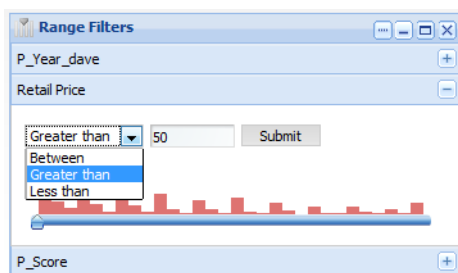 Range Filters
P_Year_dave
Retail Price
Greater than 50 Submit
Between
Greater than
Less than
P_Score